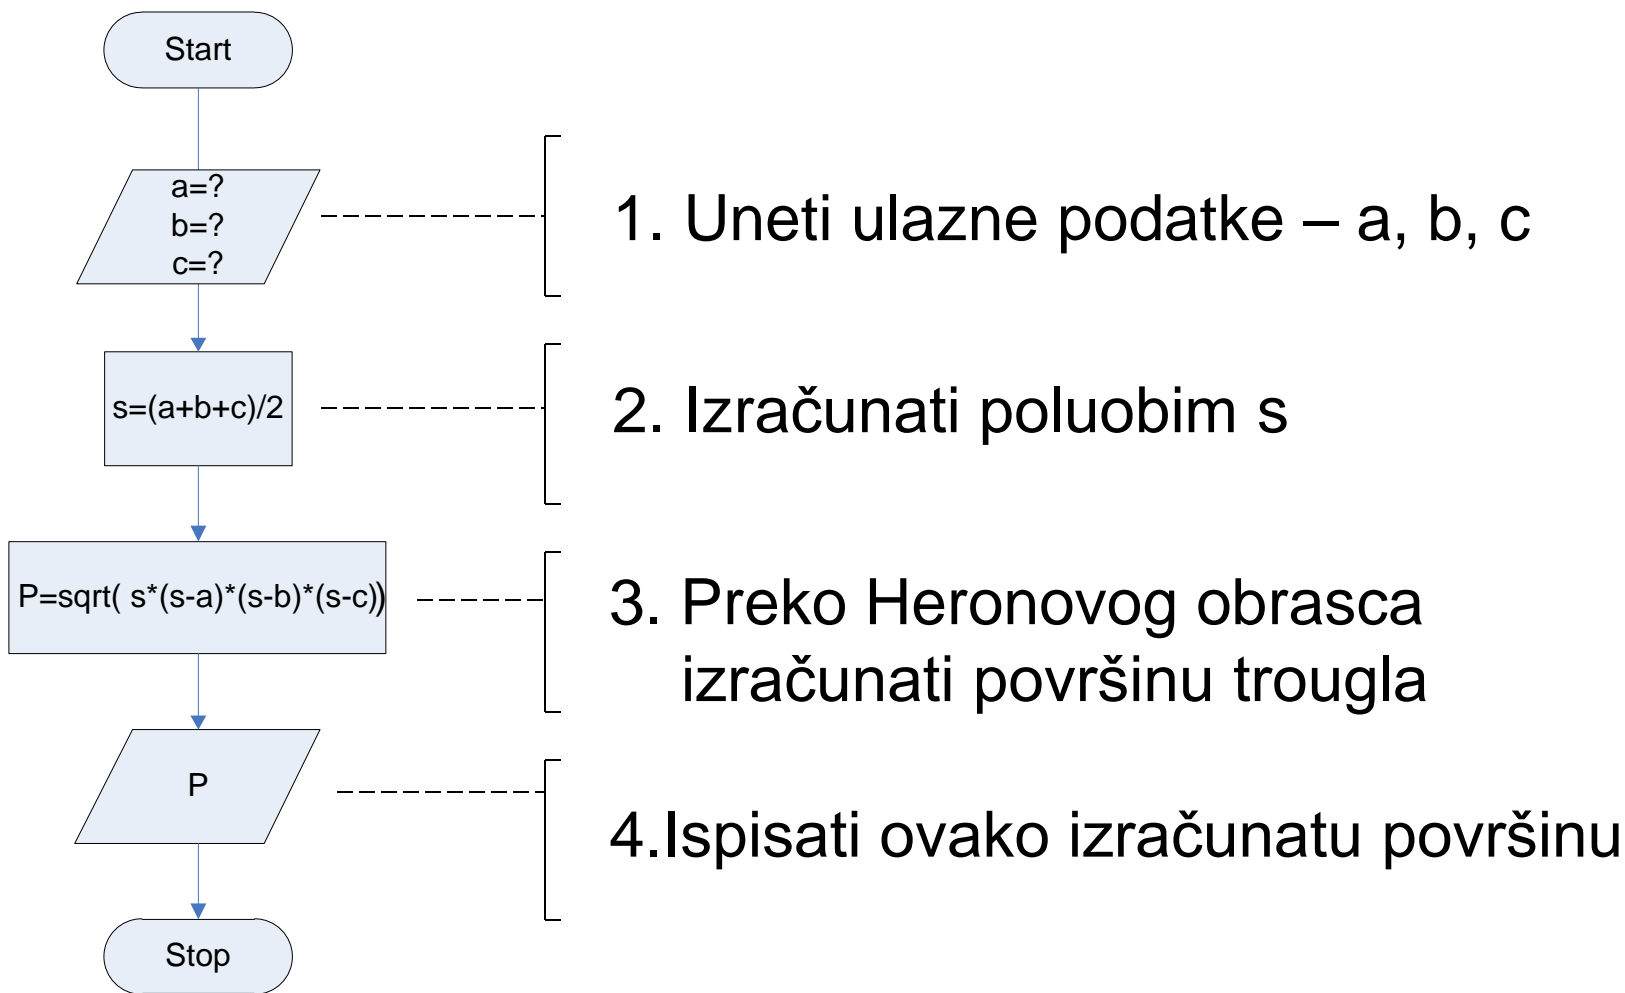 Start
a=?
b=?
c=?
1. Uneti ulazne podatke – a, b, c
s=(a+b+c)/2
2. Izračunati poluobim s
P=sqrt( s*(s-a)*(s-b)*(s-c))
3. Preko Heronovog obrasca
izračunati površinu trougla
P
4.Ispisati ovako izračunatu površinu
Stop